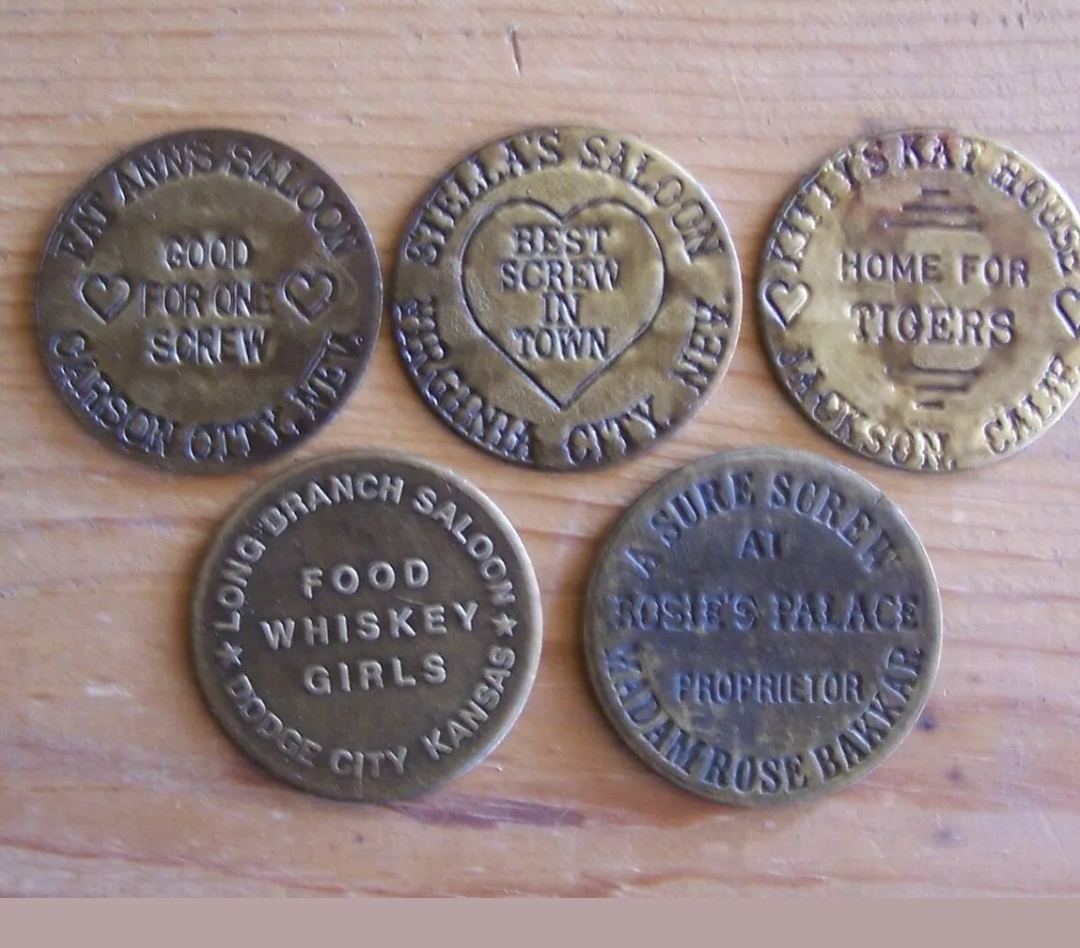 FAT ANN'S SALOON
GOOD
FOR ONE
SCREW
CARSON CITY, NEV.
STELLA'S SALOON
BEST
SCREW
IN
TOWN
VIRGINIA CITY NEV.
KITTY'S KAT HOUSE
HOME FOR
TIGERS
JACKSON, CALIF
LONG BRANCH SALOON
FOOD
WHISKEY
GIRLS
DODGE CITY KANSAS
A SURE SCREW
AT
ROSIE'S PALACE
PROPRIETOR
MADAM ROSE BAKKAR